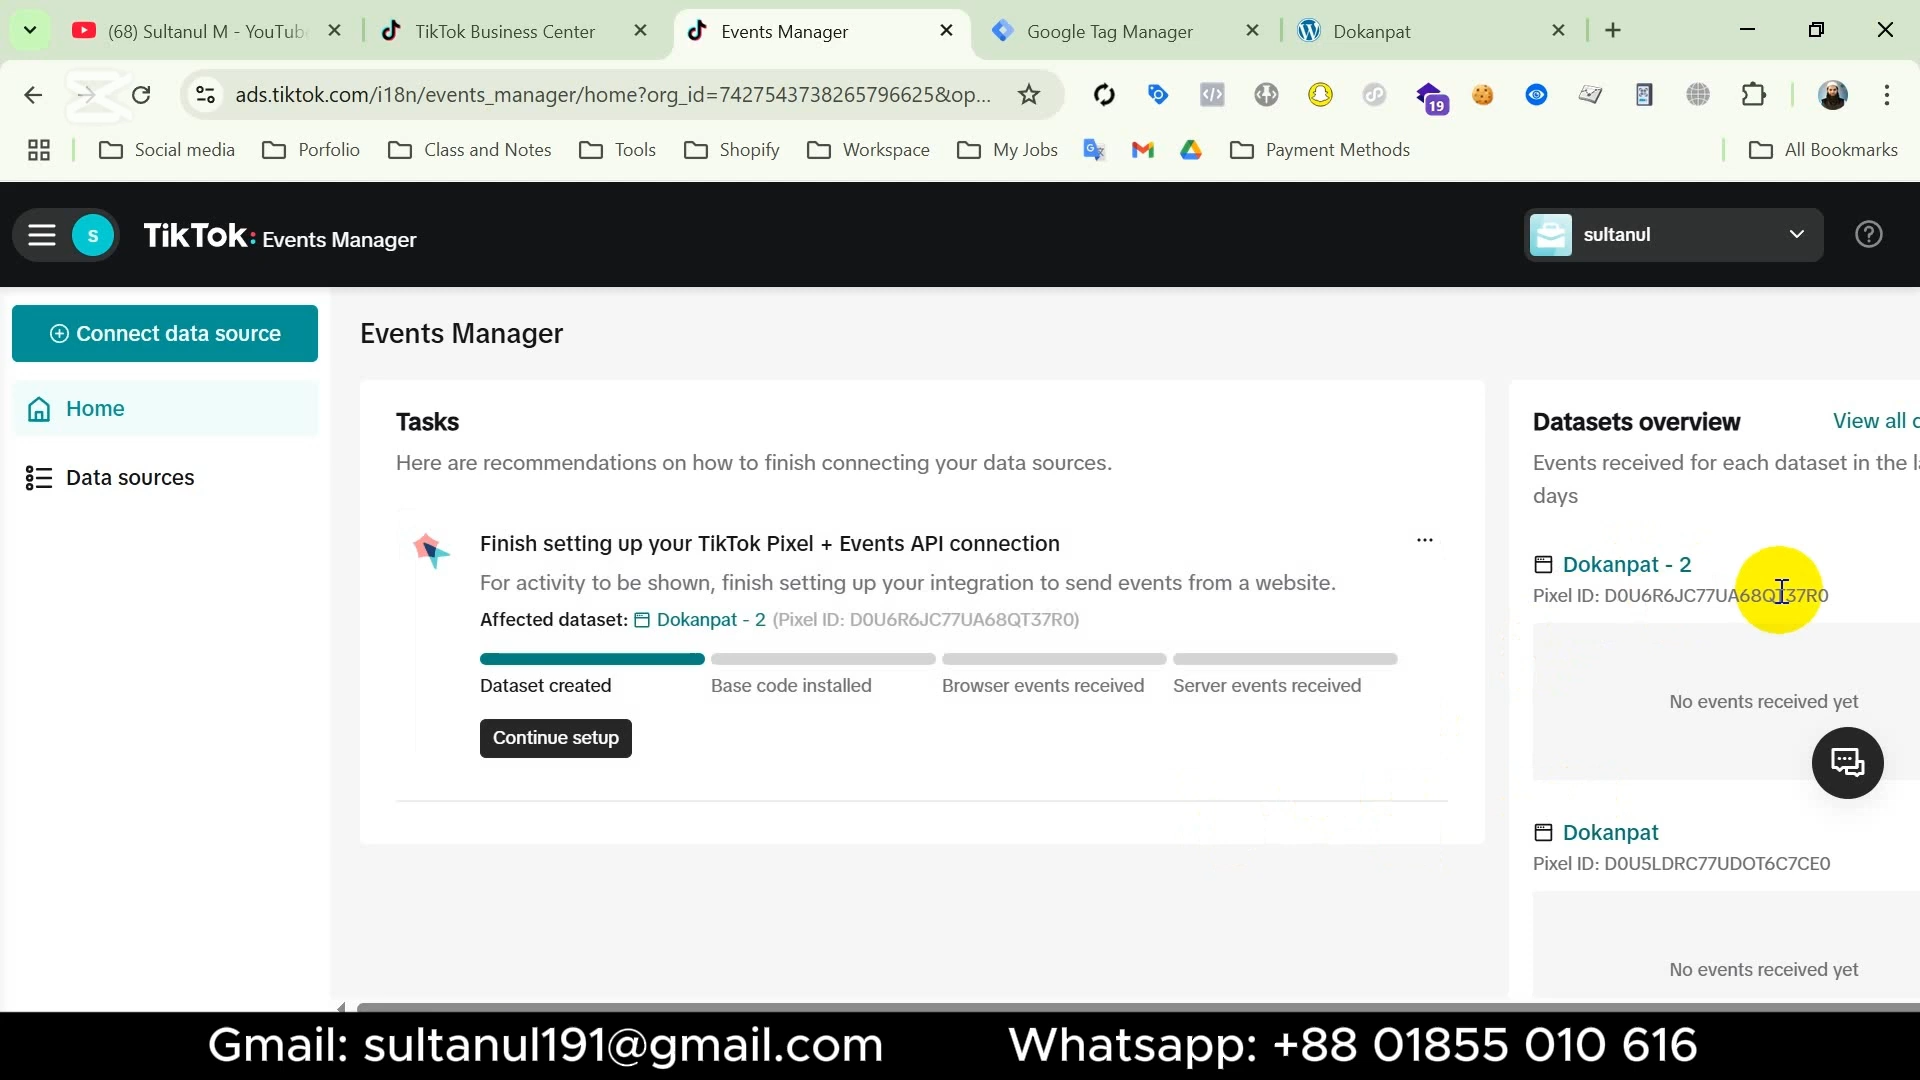 (68) Sultanul M - YouTub
TikTok Business Center
Events Manager
Google Tag Manager
Dokanpat
ads.tiktok.com/i18n/events_manager/home?org_id=7427543738265796625&op...
19
Social media
Porfolio
Class and Notes
Tools
Shopify
Workspace
My Jobs
Payment Methods
All Bookmarks
S
TikTok: Events Manager
sultanul
Connect data source
Home
Data sources
Events Manager
Tasks
Here are recommendations on how to finish connecting your data sources.
Finish setting up your TikTok Pixel + Events API connection
For activity to be shown, finish setting up your integration to send events from a website.
Affected dataset: Dokanpat - 2 (Pixel ID: D0U6R6JC77UA68QT37R0)
Dataset created
Base code installed
Browser events received
Server events received
Continue setup
Datasets overview
View all
Events received for each dataset in the
days
Dokanpat - 2
Pixel ID: D0U6R6JC77UA68QT37R0
No events received yet
Dokanpat
Pixel ID: D0U5LDRC77UDOT6C7CE0
No events received yet
Gmail: sultanul191@gmail.com
Whatsapp: +88 01855 010 616